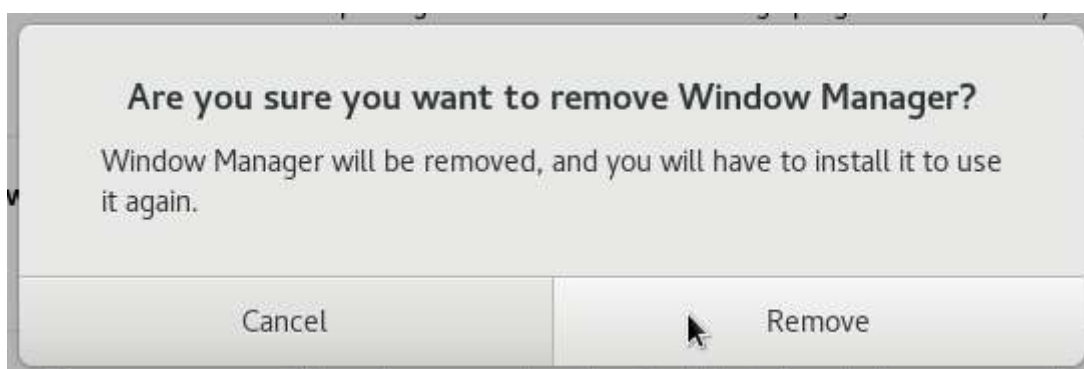 Are you sure you want to remove Window Manager?
Window Manager will be removed, and you will have to install it to use
it again.
Cancel
Remove